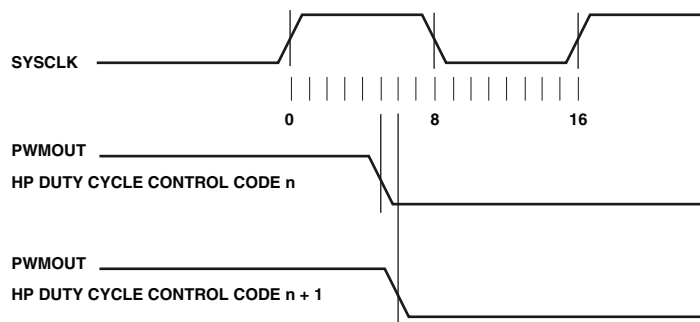 SYSCLK
0 8 16
PWMOUT
HP DUTY CYCLE CONTROL CODE n
PWMOUT
HP DUTY CYCLE CONTROL CODE n + 1